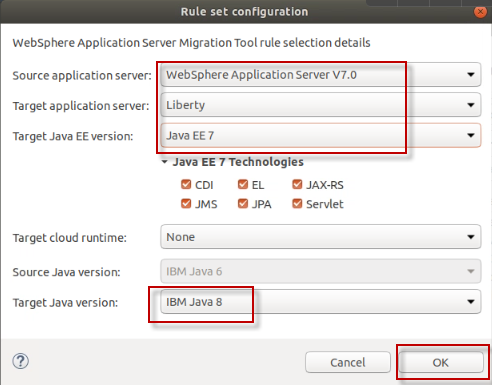 Rule set configuration
WebSphere Application Server Migration Tool rule selection details
Source application server: WebSphere Application Server V7.0
Target application server: Liberty
Target Java EE version: Java EE 7
Java EE 7 Technologies
CDI EL JAX-RS
JMS JPA Servlet
Target cloud runtime: None
Source Java version: IBM Java 6
Target Java version: IBM Java 8
? Cancel OK